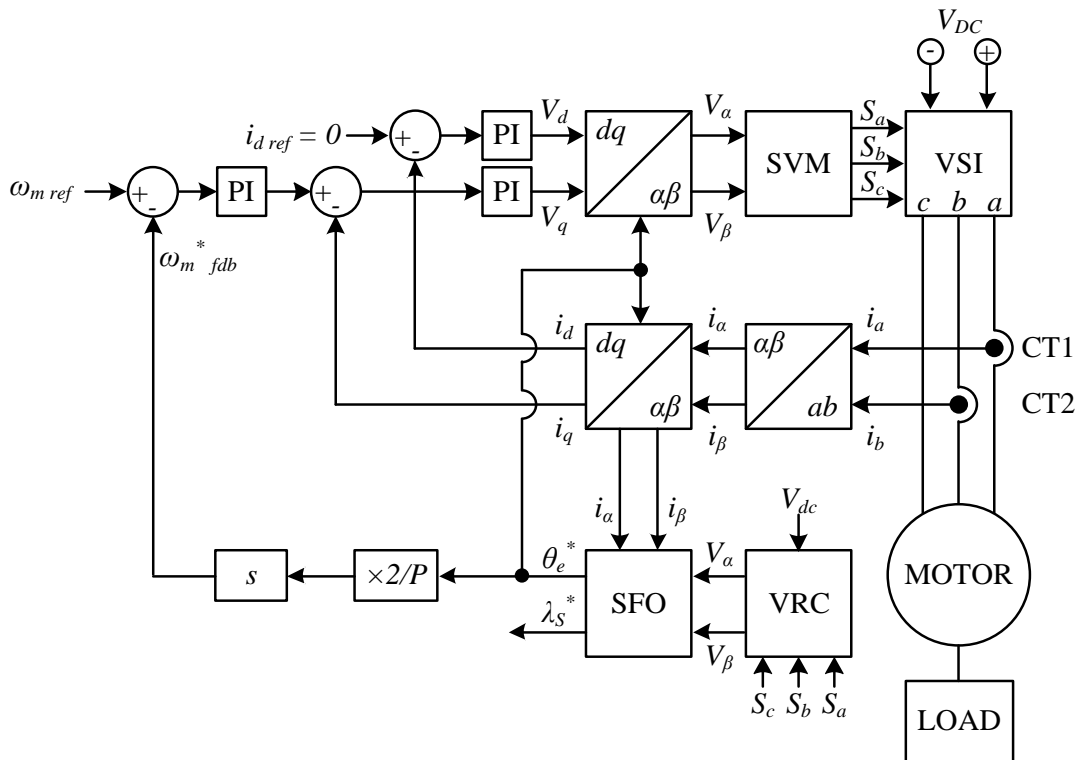 V_DC
- +
i_d ref = 0
+ -
PI
V_d
dq
αβ
V_α
SVM
S_a
S_b
S_c
VSI
c b a
ω_m ref
+ -
PI
+ -
PI
V_q
V_β
ω_m^*_fdb
i_d
dq
αβ
i_α
αβ
ab
i_a
CT1
i_q
i_β
i_b
CT2
i_α
i_β
V_dc
s
×2/P
θ_e^*
λ_S^*
SFO
V_α
V_β
VRC
S_c S_b S_a
MOTOR
LOAD